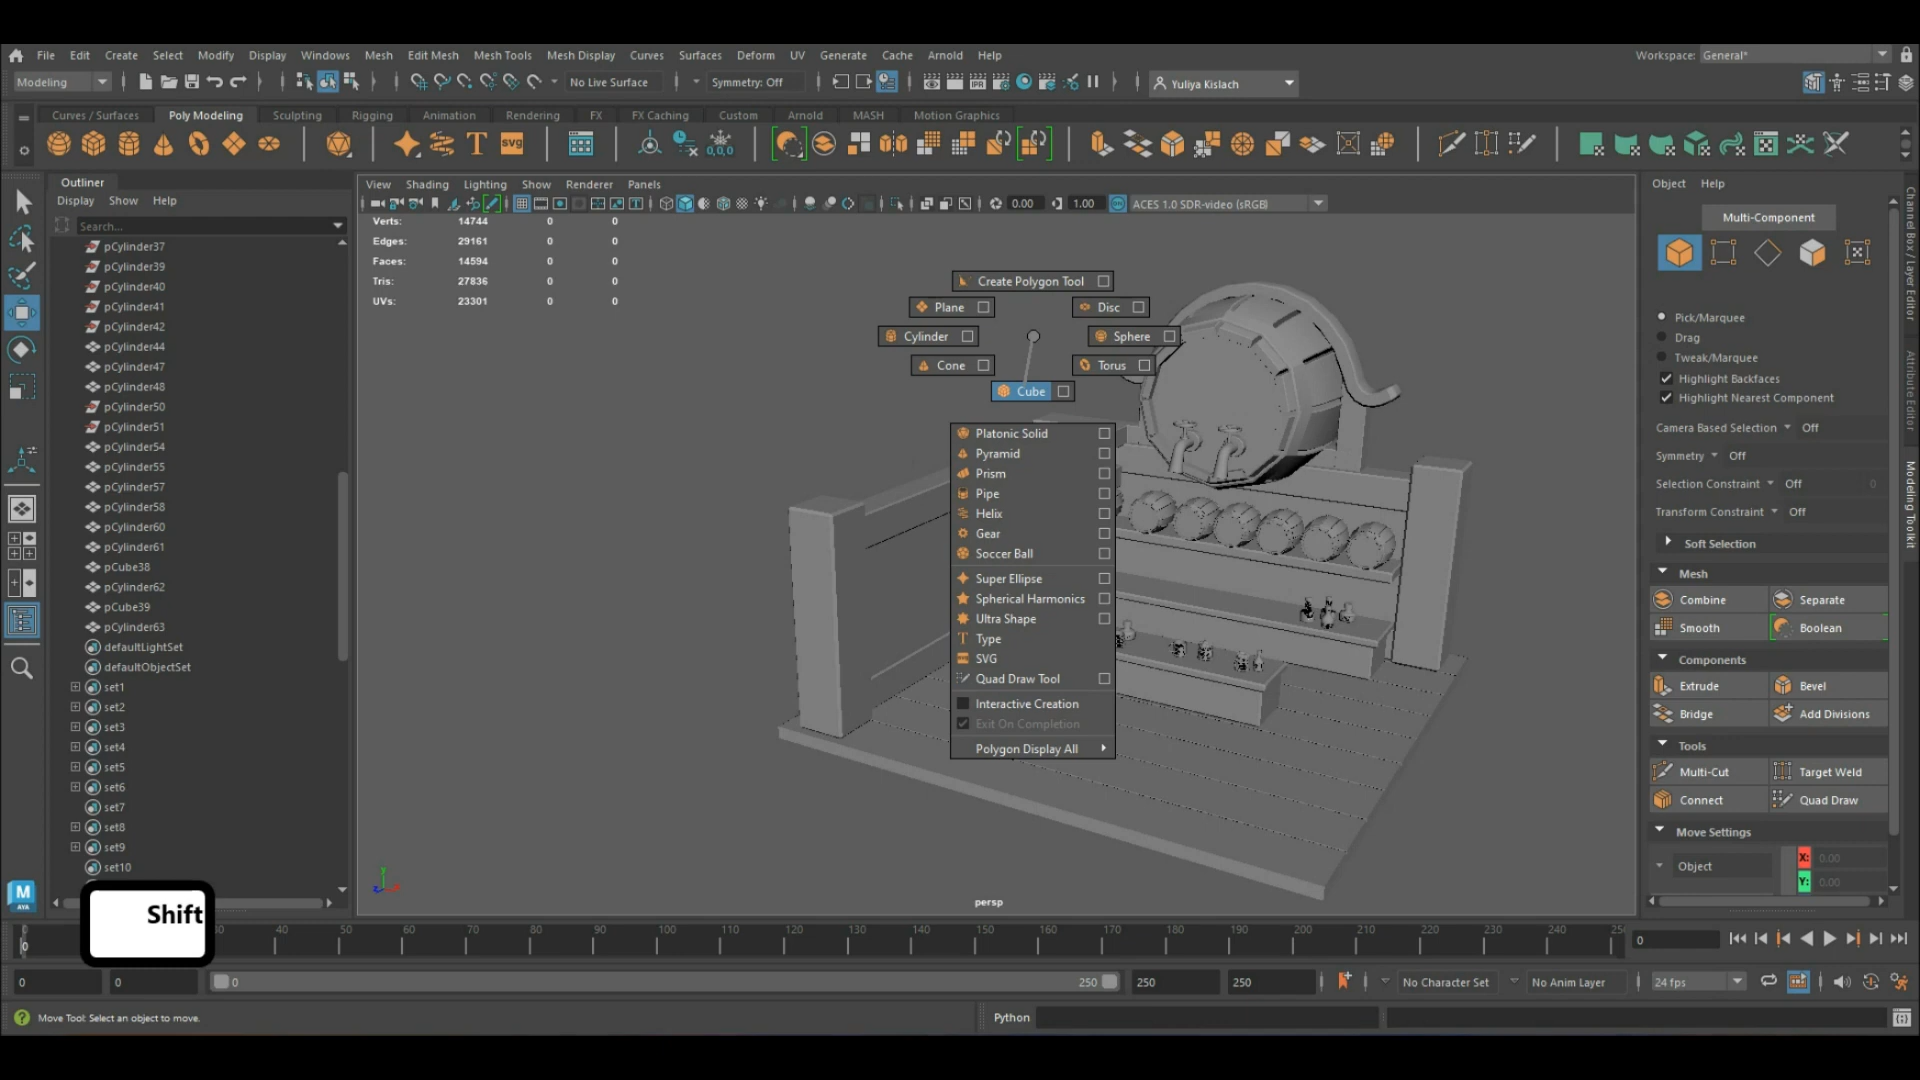 File Edit Create Select Modify Display Windows Mesh Edit Mesh Mesh Tools Mesh Display Curves Surfaces Deform UV Generate Cache Arnold Help Workspace: General*
Modeling No Live Surface Symmetry: Off Yuliya Kislach
Curves / Surfaces Poly Modeling Sculpting Rigging Animation Rendering FX FX Caching Custom Arnold MASH Motion Graphics
Outliner
Display Show Help
Search...
pCylinder37
pCylinder39
pCylinder40
pCylinder41
pCylinder42
pCylinder44
pCylinder47
pCylinder48
pCylinder50
pCylinder51
pCylinder54
pCylinder55
pCylinder57
pCylinder58
pCylinder60
pCylinder61
pCube38
pCylinder62
pCube39
pCylinder63
defaultLightSet
defaultObjectSet
set1
set2
set3
set4
set5
set6
set7
set8
set9
set10
View Shading Lighting Show Renderer Panels
0.00 1.00 ACES 1.0 SDR-video (sRGB)
Verts: 14744 0 0
Edges: 29161 0 0
Faces: 14594 0 0
Tris: 27836 0 0
UVs: 23301 0 0
Create Polygon Tool
Plane Disc
Cylinder Sphere
Cone Torus
Cube
Platonic Solid
Pyramid
Prism
Pipe
Helix
Gear
Soccer Ball
Super Ellipse
Spherical Harmonics
Ultra Shape
Type
SVG
Quad Draw Tool
Interactive Creation
Exit On Completion
Polygon Display All
persp
Object Help
Multi-Component
Pick/Marquee
Drag
Tweak/Marquee
Highlight Backfaces
Highlight Nearest Component
Camera Based Selection Off
Symmetry Off
Selection Constraint Off 0
Transform Constraint Off
Soft Selection
Mesh
Combine Separate
Smooth Boolean
Components
Extrude Bevel
Bridge Add Divisions
Tools
Multi-Cut Target Weld
Connect Quad Draw
Move Settings
Object X: 0.00
Y: 0.00
Channel Box / Layer Editor
Attribute Editor
Modeling Toolkit
Shift
0 30 40 50 60 70 80 90 100 110 120 130 140 150 160 170 180 190 200 210 220 230 240 25
0 0
0 0 0 250 250 250 No Character Set No Anim Layer 24 fps
Move Tool: Select an object to move. Python